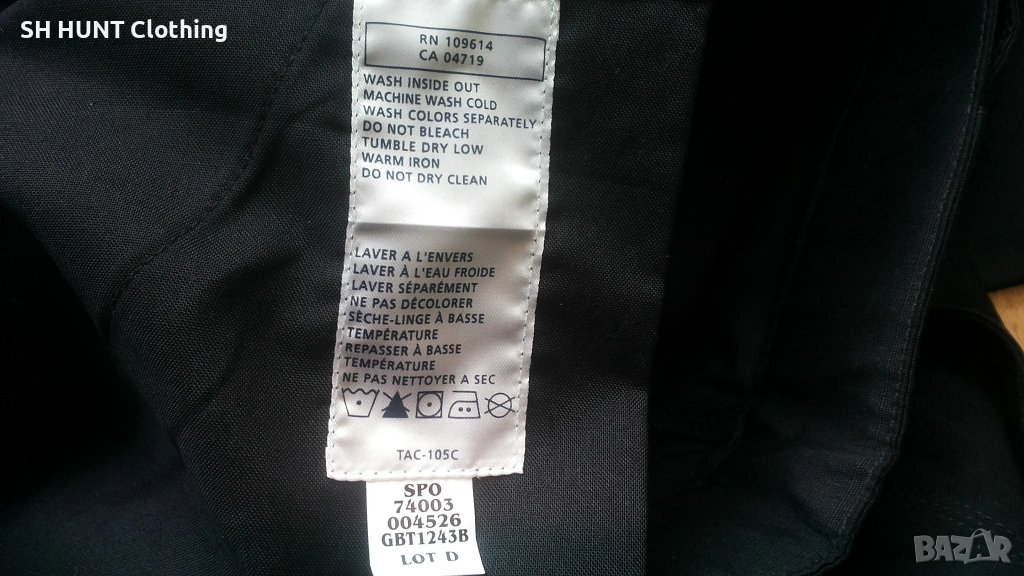 SH HUNT Clothing
RN 109614
CA 04719
WASH INSIDE OUT
MACHINE WASH COLD
WASH COLORS SEPARATELY
DO NOT BLEACH
TUMBLE DRY LOW
WARM IRON
DO NOT DRY CLEAN
LAVER A L'ENVERS
LAVER À L'EAU FROIDE
LAVER SÉPARÉMENT
NE PAS DÉCOLORER
SÈCHE-LINGE À BASSE
TEMPÉRATURE
REPASSER À BASSE
TEMPÉRATURE
NE PAS NETTOYER A SEC
TAC-105C
SPO
74003
004526
GBT1243B
LOT D
BAZAR